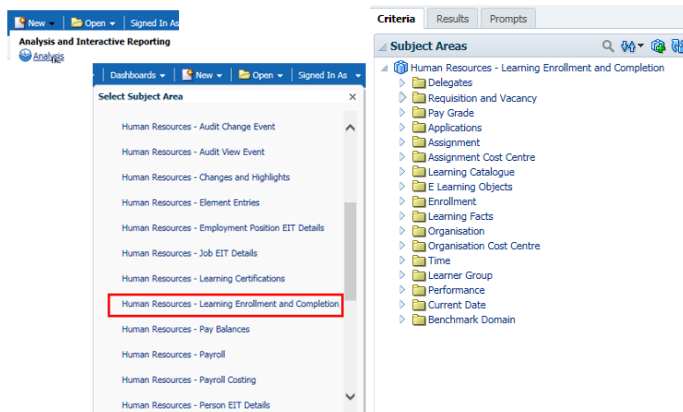 New Open Signed In As
Analysis and Interactive Reporting
Analysis
Dashboards New Open Signed In As
Select Subject Area
Human Resources - Audit Change Event
Human Resources - Audit View Event
Human Resources - Changes and Highlights
Human Resources - Element Entries
Human Resources - Employment Position EIT Details
Human Resources - Job EIT Details
Human Resources - Learning Certifications
Human Resources - Learning Enrollment and Completion
Human Resources - Pay Balances
Human Resources - Payroll
Human Resources - Payroll Costing
Human Resources - Person EIT Details
Criteria Results Prompts
Subject Areas
Human Resources - Learning Enrollment and Completion
Delegates
Requisition and Vacancy
Pay Grade
Applications
Assignment
Assignment Cost Centre
Learning Catalogue
E Learning Objects
Enrollment
Learning Facts
Organisation
Organisation Cost Centre
Time
Learner Group
Performance
Current Date
Benchmark Domain